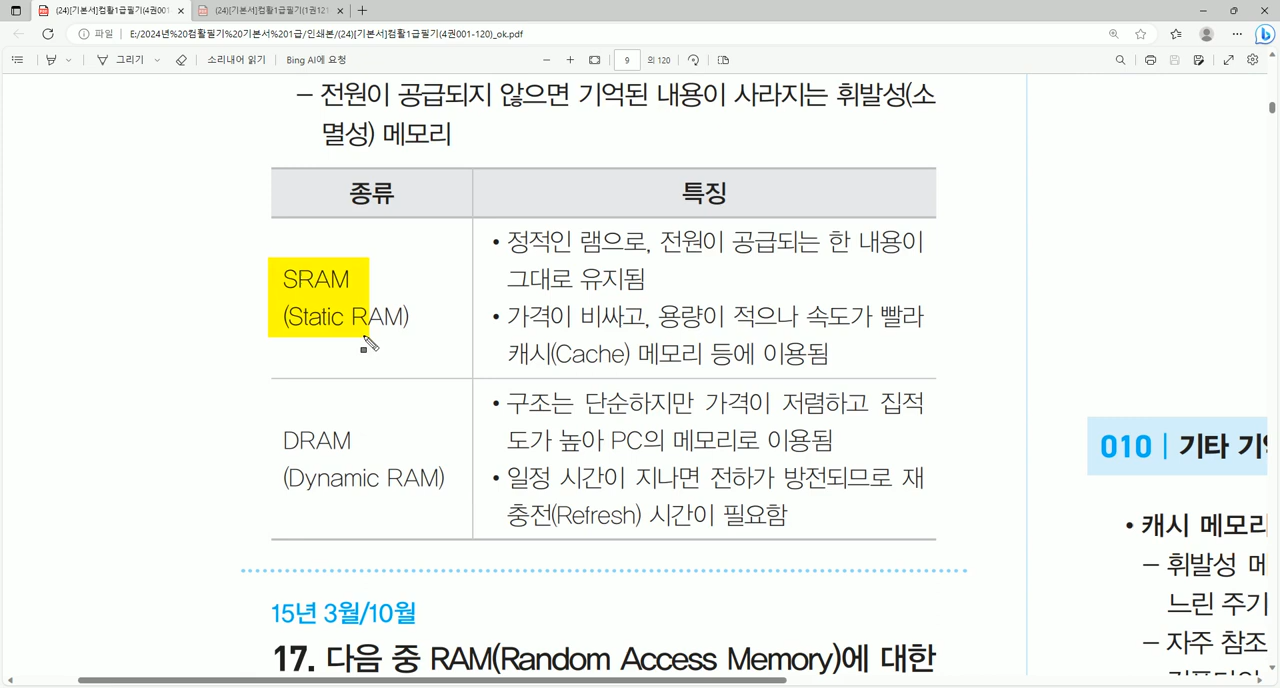 (24)[기본서]컴활1급필기(4권001
(24)[기본서]컴활1급필기(1권121
파일
E:/2024년%20컴활필기%20기본서%201급/인쇄본/(24)[기본서]컴활1급필기(4권001-120)_ok.pdf
그리기
소리내어 읽기
Bing AI에 요청
9
외 120
– 전원이 공급되지 않으면 기억된 내용이 사라지는 휘발성(소
멸성) 메모리
종류 특징
SRAM
(Static RAM)
• 정적인 램으로, 전원이 공급되는 한 내용이
그대로 유지됨
• 가격이 비싸고, 용량이 적으나 속도가 빨라
캐시(Cache) 메모리 등에 이용됨
DRAM
(Dynamic RAM)
• 구조는 단순하지만 가격이 저렴하고 집적
도가 높아 PC의 메모리로 이용됨
• 일정 시간이 지나면 전하가 방전되므로 재
충전(Refresh) 시간이 필요함
15년 3월/10월
17. 다음 중 RAM(Random Access Memory)에 대한
010 | 기타
• 캐시 메모리
– 휘발성
느린 주기
– 자주 참조